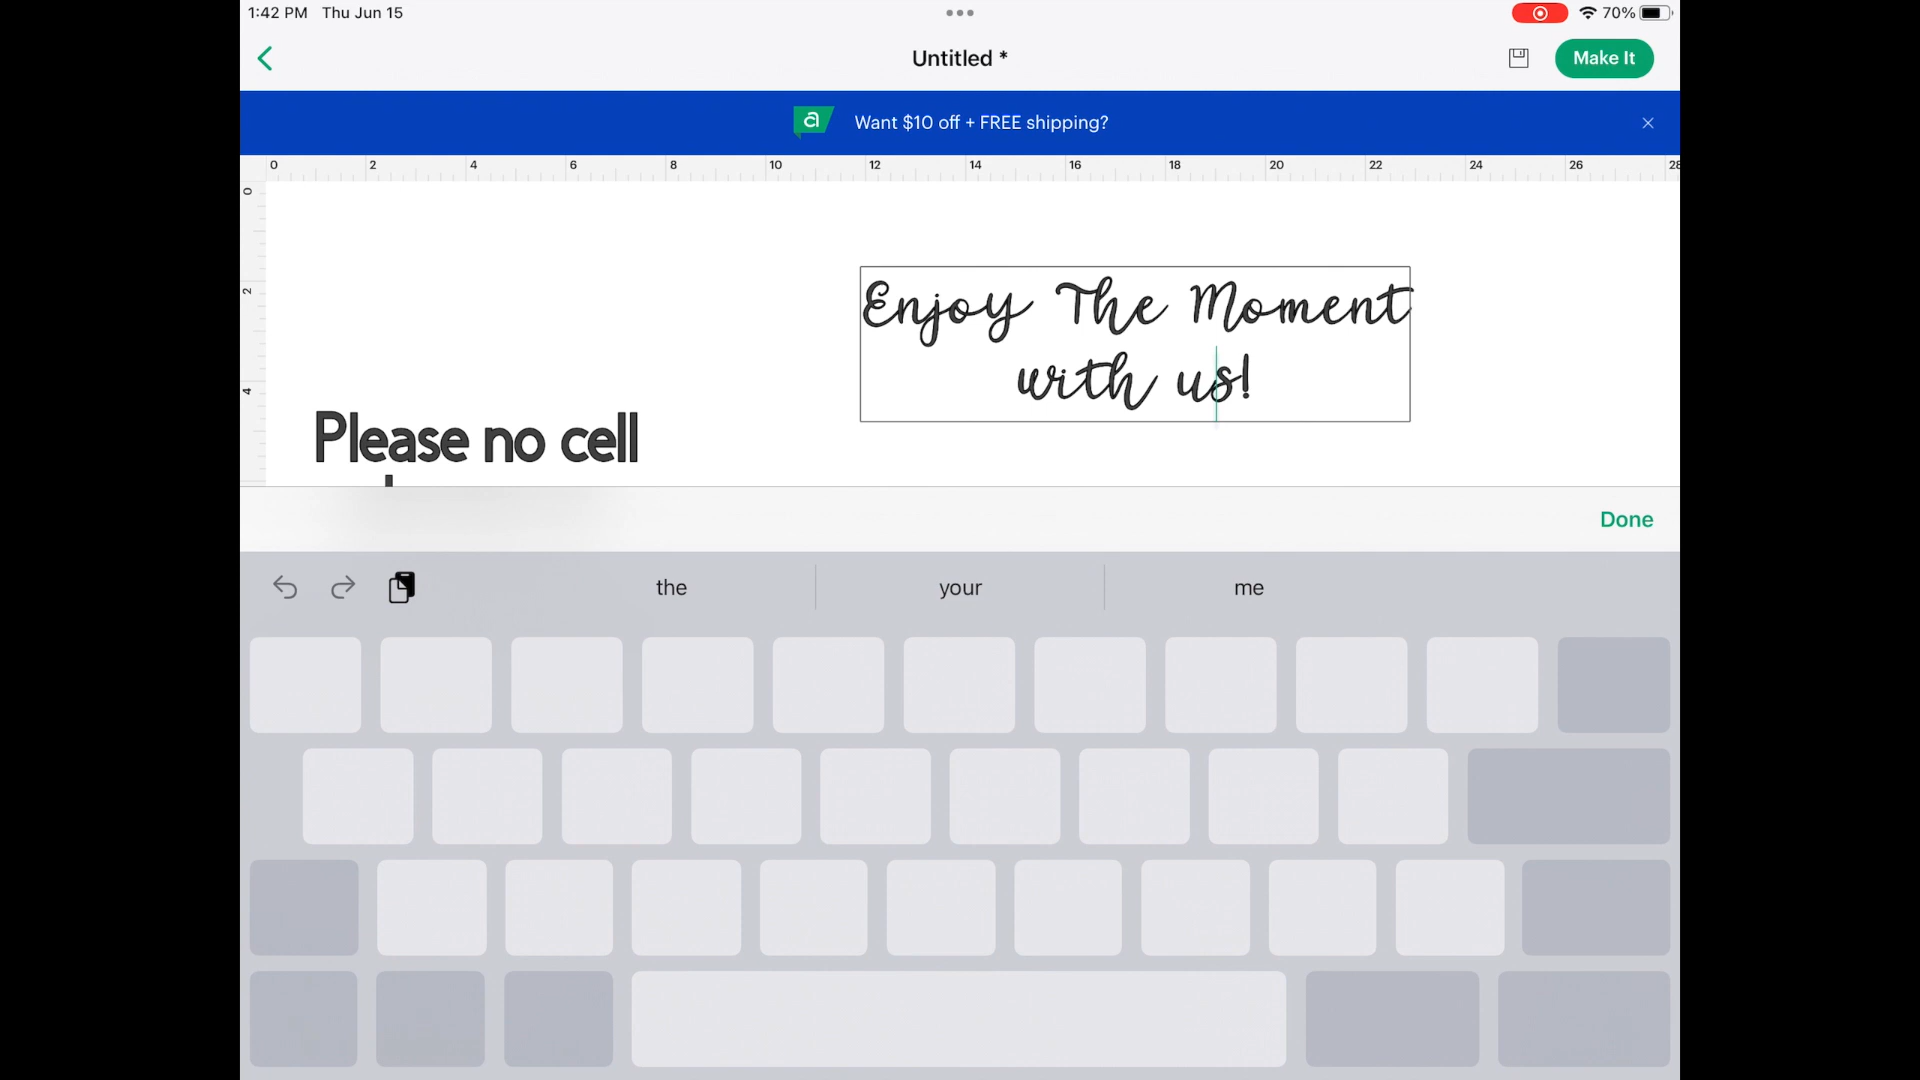 1:42 PM Thu Jun 15
70%
Untitled *
Make It
a Want $10 off + FREE shipping?
0 2 4 6 8 10 12 14 16 18 20 22 24 26 28
0
2
4
Enjoy The Moment
with us!
Please no cell
Done
the your me